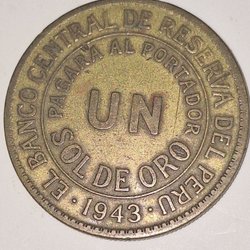 EL BANCO CENTRAL DE RESERVA DEL PERU
PAGARA AL PORTADOR
UN
SOL DE ORO
· 1943 ·